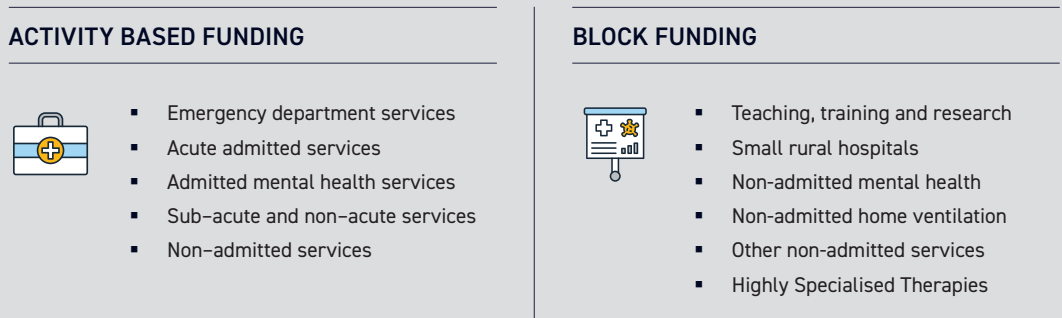 ACTIVITY BASED FUNDING
Emergency department services
Acute admitted services
Admitted mental health services
Sub–acute and non–acute services
Non–admitted services
BLOCK FUNDING
Teaching, training and research
Small rural hospitals
Non-admitted mental health
Non-admitted home ventilation
Other non-admitted services
Highly Specialised Therapies